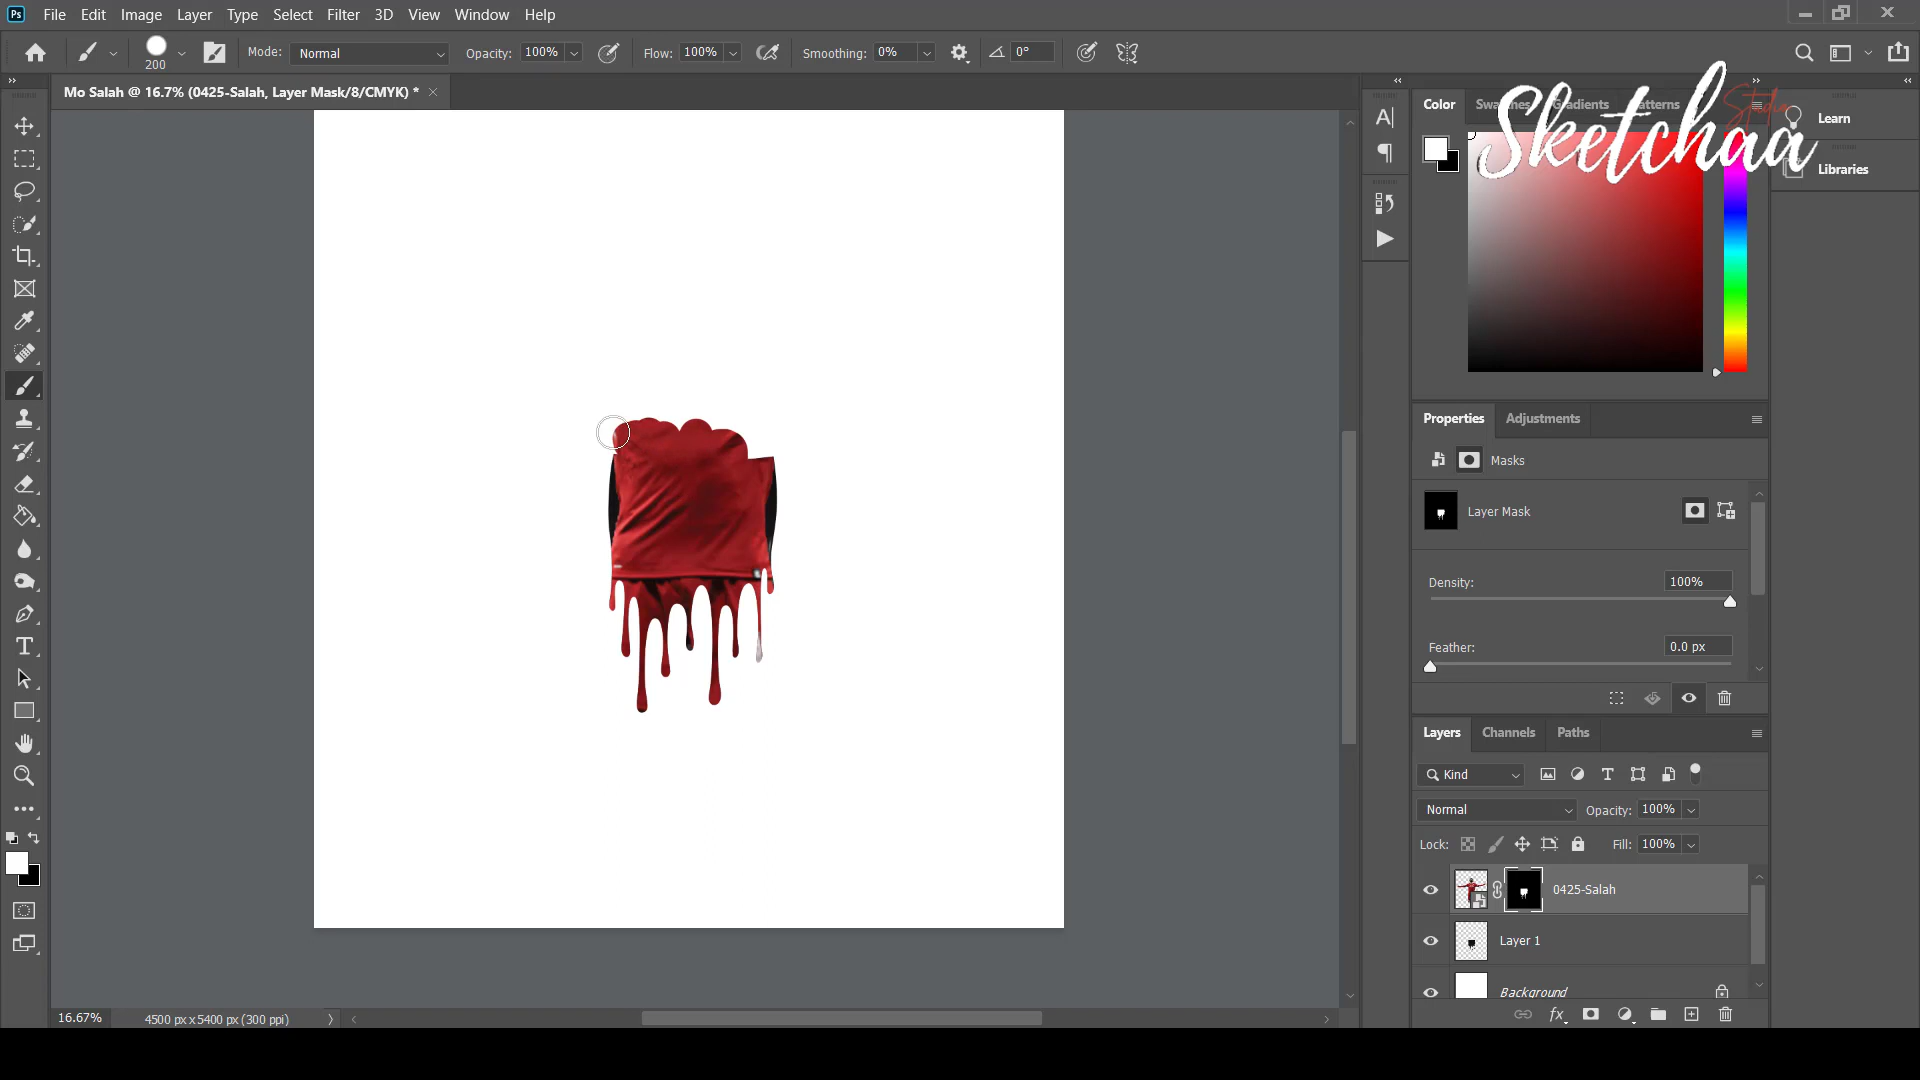 Ps File Edit Image Layer Type Select Filter 3D View Window Help
200 Mode: Normal Opacity: 100% Flow: 100% Smoothing: 0% 0°
Mo Salah @ 16.7% (0425-Salah, Layer Mask/8/CMYK) *
Color Swatches Gradients Patterns
Sketchaa Studio
Learn
Libraries
Properties Adjustments
Masks
Layer Mask
Density: 100%
Feather: 0.0 px
Layers Channels Paths
Kind
Normal Opacity: 100%
Lock: Fill: 100%
0425-Salah
Layer 1
Background
16.67% 4500 px x 5400 px (300 ppi)